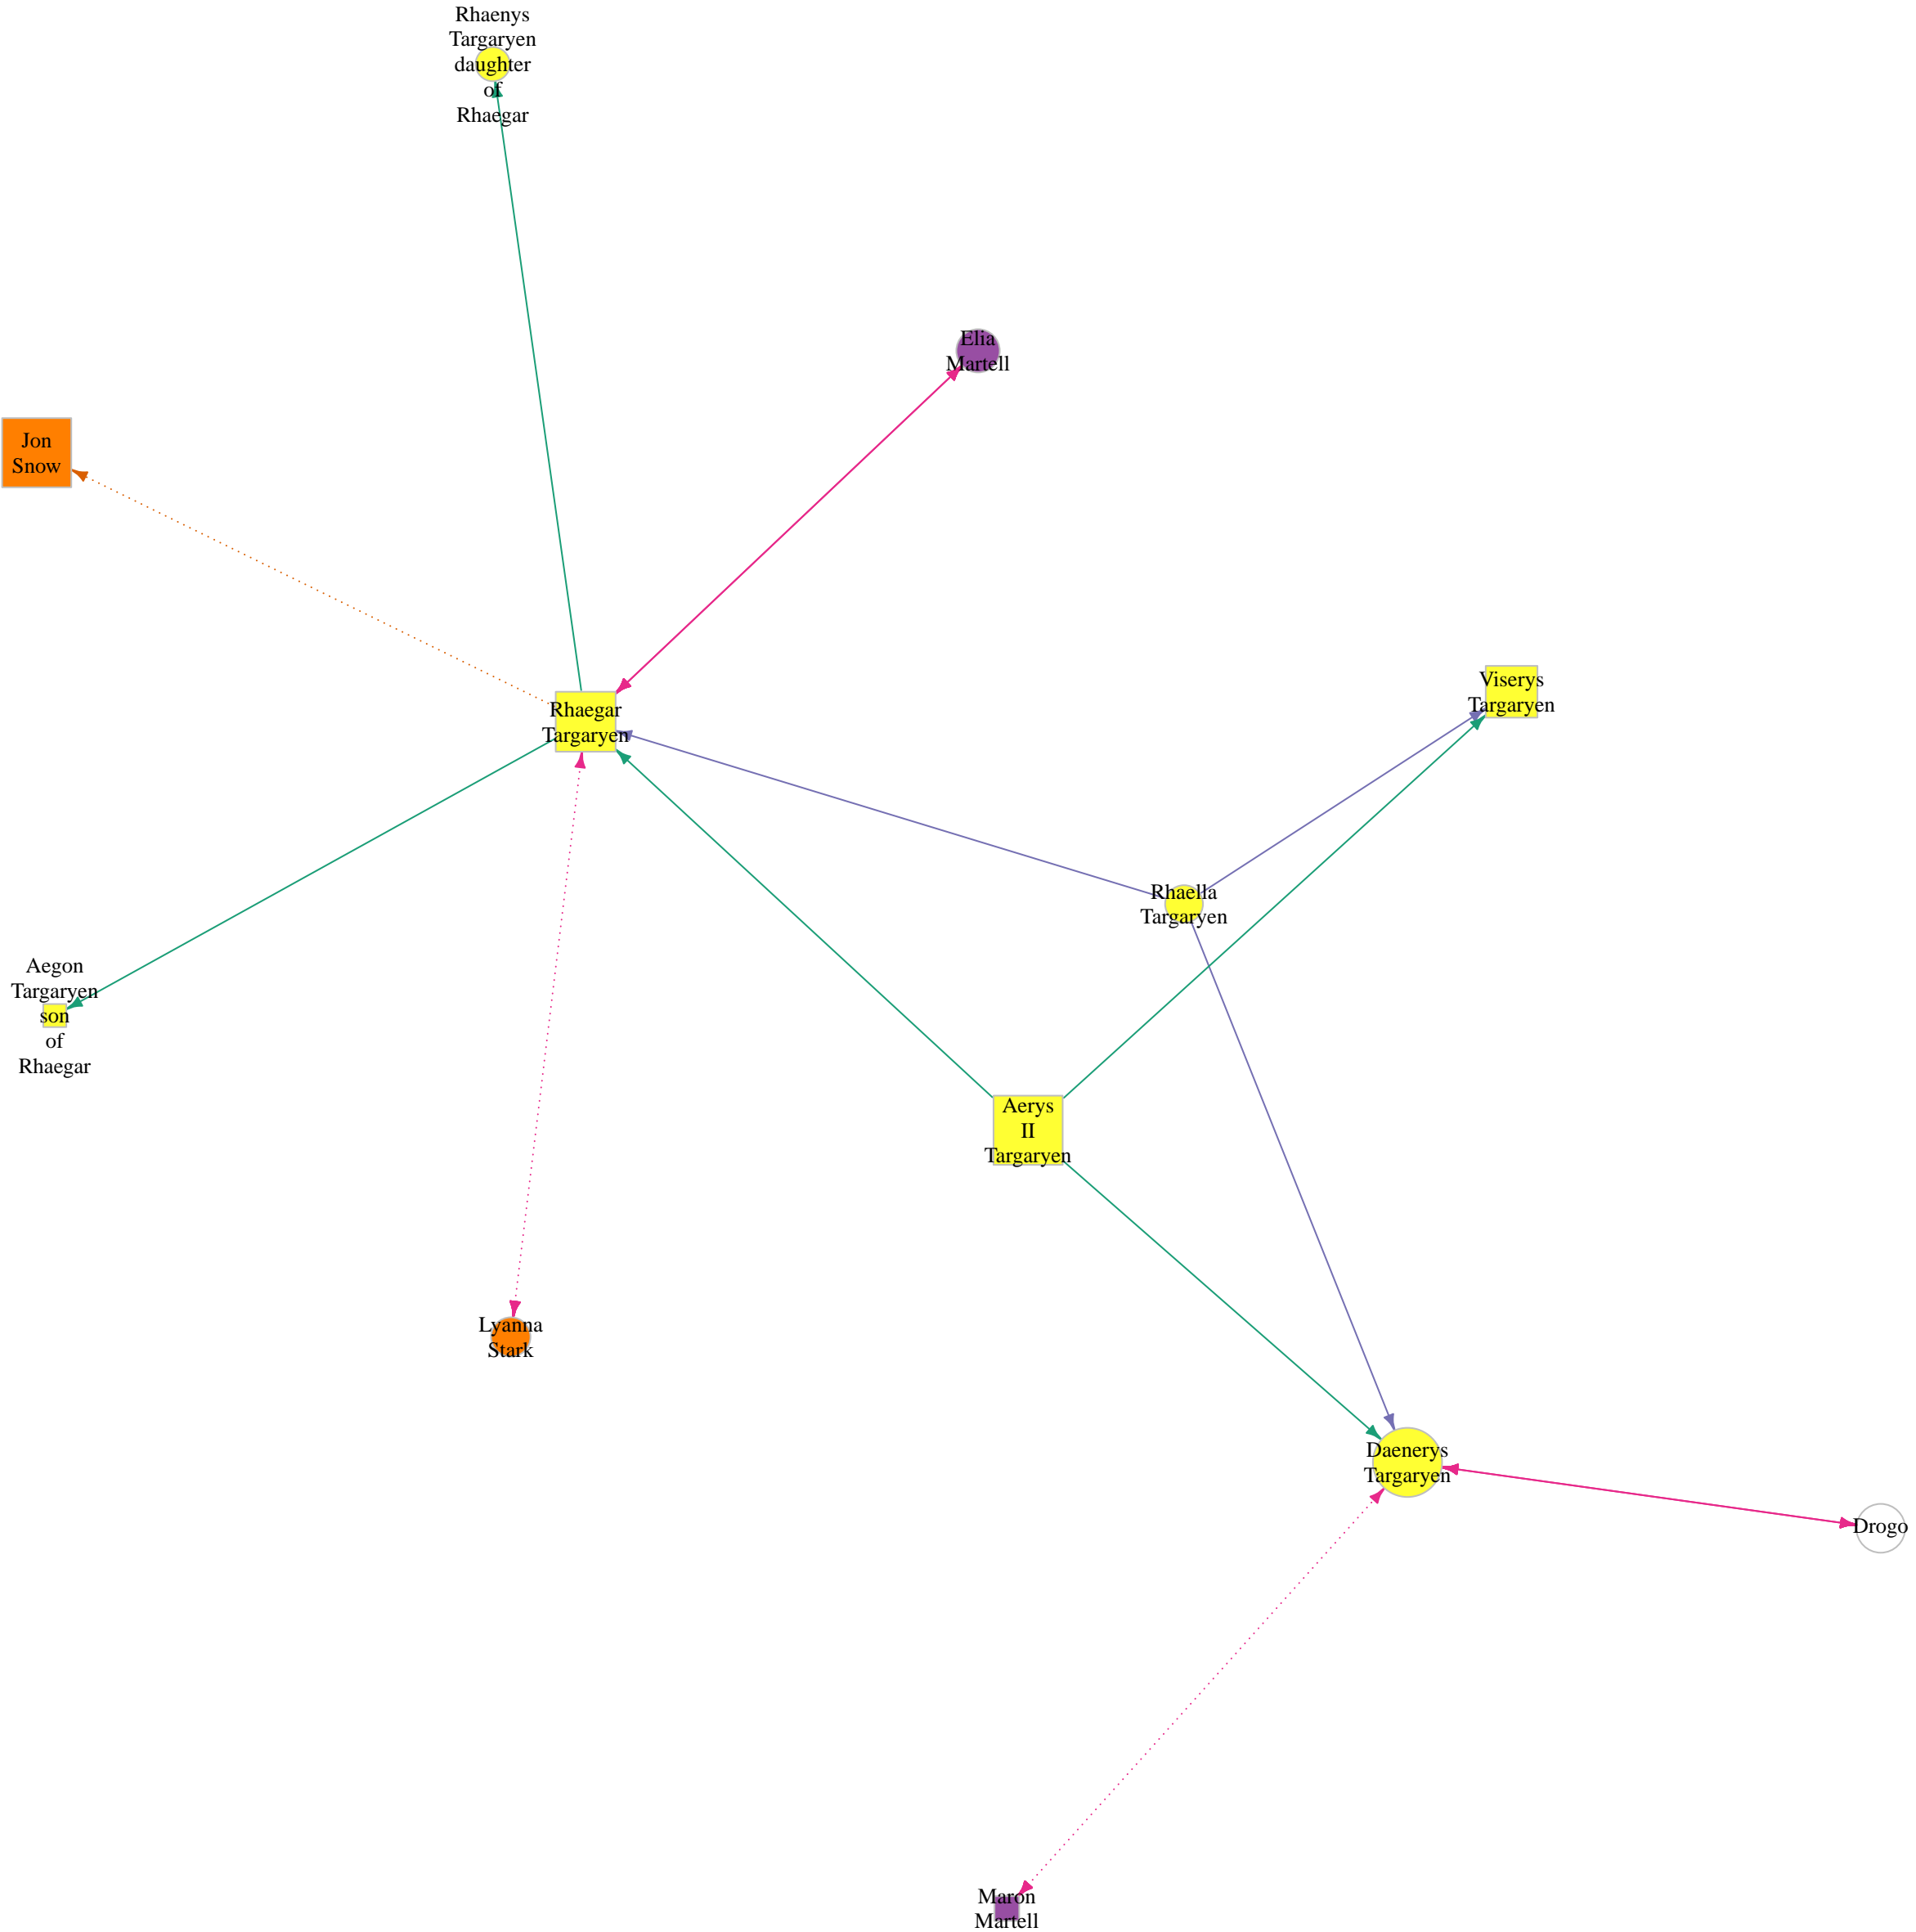 Rhaenys
Targaryen
daughter
of
Rhaegar
Elia
Martell
Jon
Snow
Viserys
Targaryen
Rhaegar
Targaryen
Rhaella
Targaryen
Aegon
Targaryen
son
of
Rhaegar
Aerys
II
Targaryen
Lyanna
Stark
Daenerys
Targaryen
Drogo
Maron
Martell